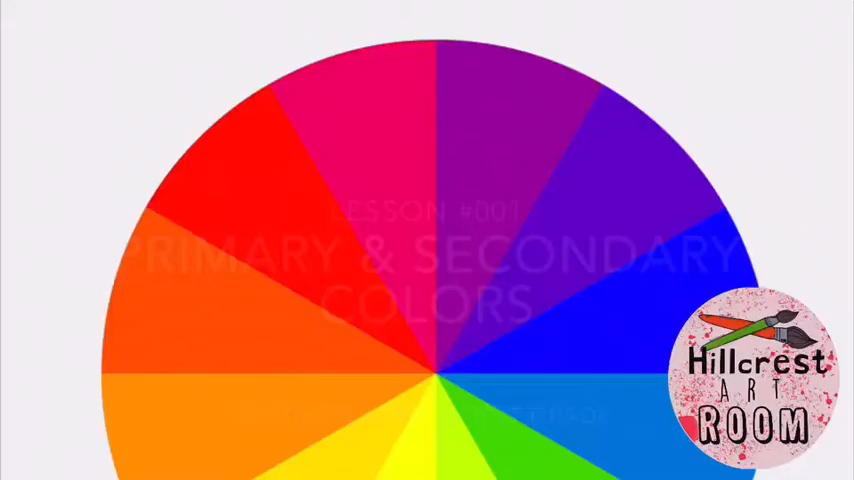 LESSON #001
PRIMARY & SECONDARY
COLORS
Hillcrest
ART
ROOM